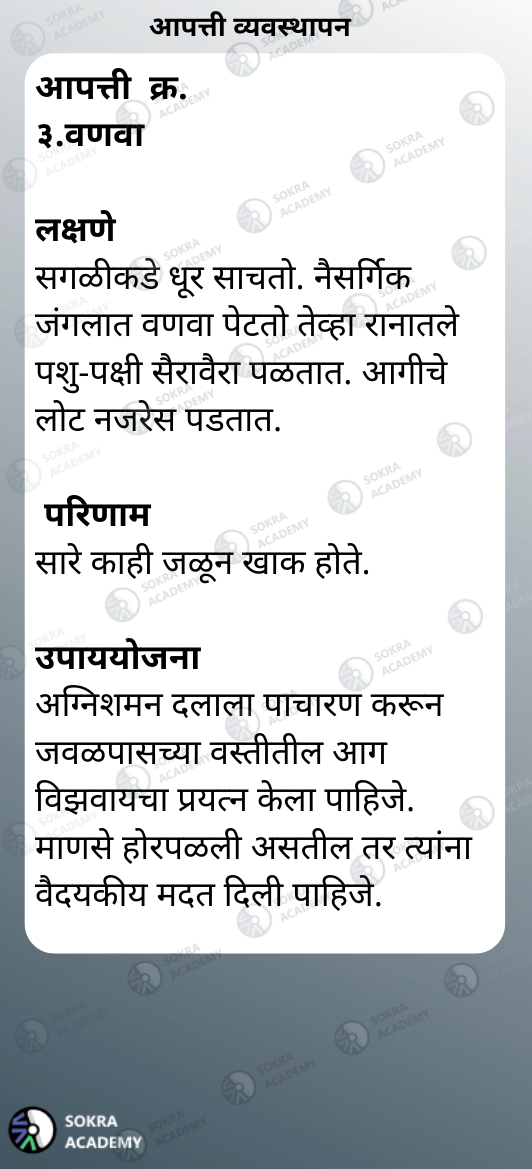 आपत्ती व्यवस्थापन
आपत्ती क्र.
३.वणवा
लक्षणे
सगळीकडे धूर साचतो. नैसर्गिक
जंगलात वणवा पेटतो तेव्हा रानातले
पशु-पक्षी सैरावैरा पळतात. आगीचे
लोट नजरेस पडतात.
परिणाम
सारे काही जळून खाक होते.
उपाययोजना
अग्निशमन दलाला पाचारण करून
जवळपासच्या वस्तीतील आग
विझवायचा प्रयत्न केला पाहिजे.
माणसे होरपळली असतील तर त्यांना
वैदयकीय मदत दिली पाहिजे.
SOKRA
ACADEMY